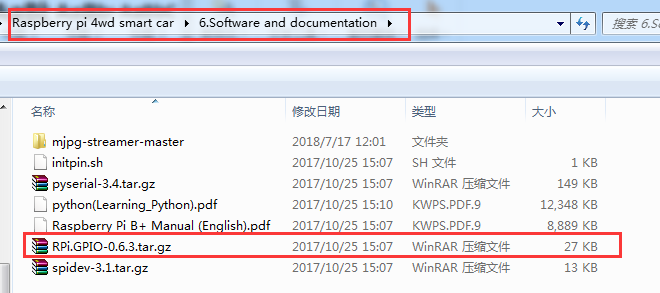 Raspberry pi 4wd smart car ▸ 6.Software and documentation ▸
搜索 6.So
名称 修改日期 类型 大小
mjpg-streamer-master 2018/7/17 12:01 文件夹
initpin.sh 2017/10/25 15:07 SH 文件 1 KB
pyserial-3.4.tar.gz 2017/10/25 15:07 WinRAR 压缩文件 149 KB
python(Learning_Python).pdf 2017/10/25 15:10 KWPS.PDF.9 12,348 KB
Raspberry Pi B+ Manual (English).pdf 2017/10/25 15:07 KWPS.PDF.9 8,889 KB
RPi.GPIO-0.6.3.tar.gz 2017/10/25 15:07 WinRAR 压缩文件 27 KB
spidev-3.1.tar.gz 2017/10/25 15:07 WinRAR 压缩文件 13 KB